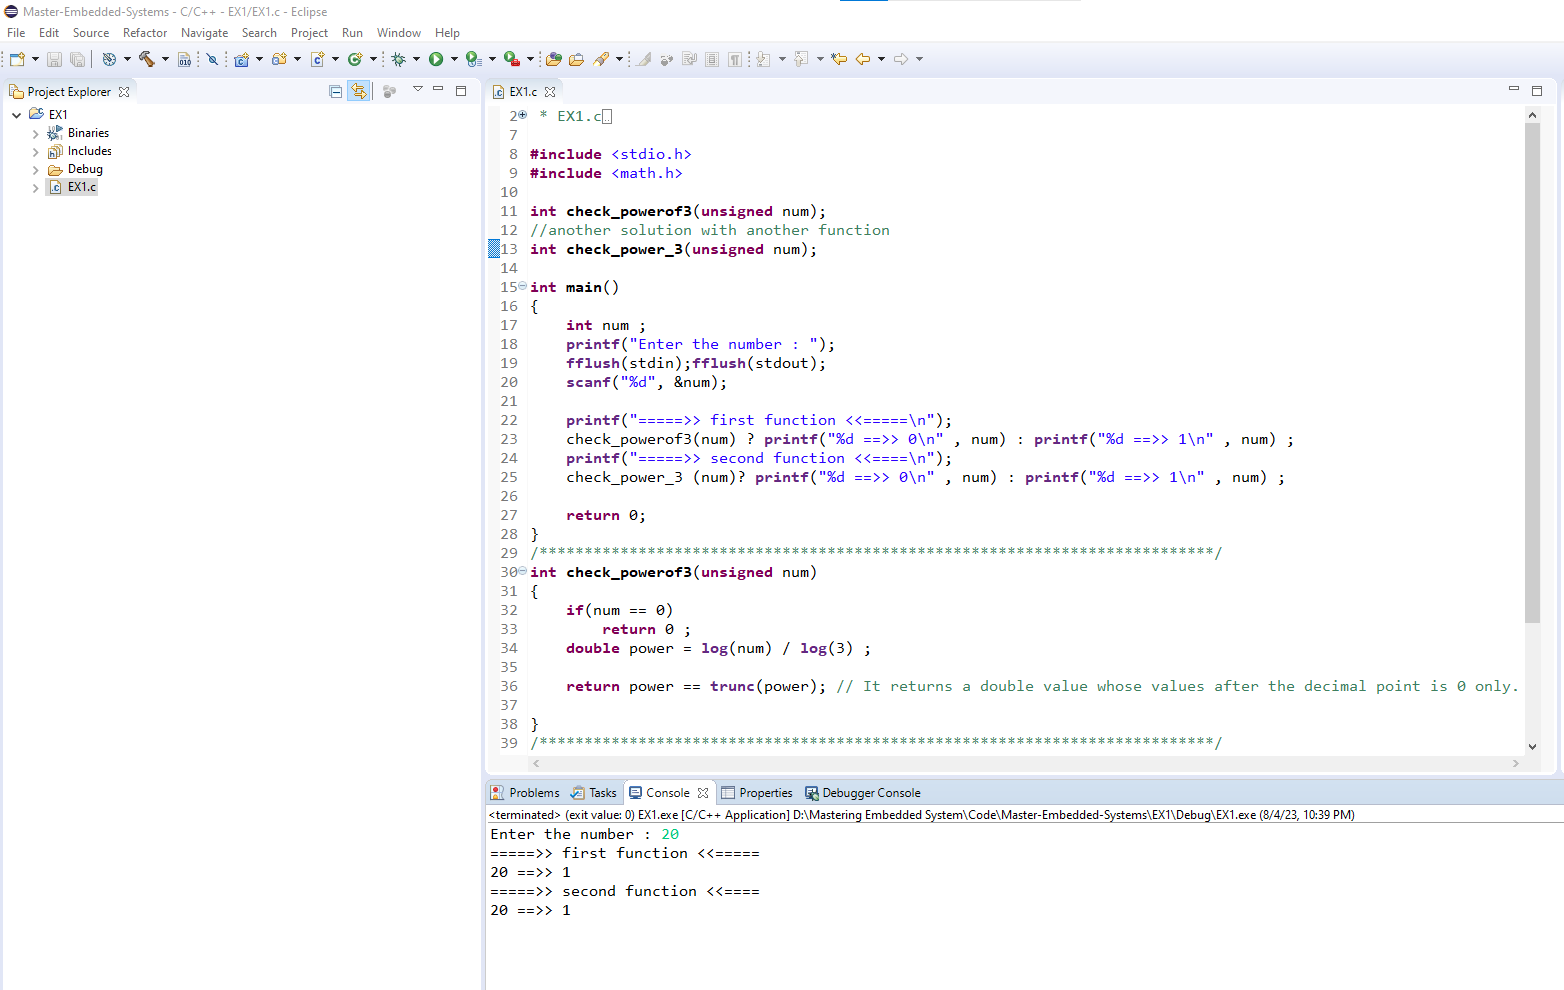 Master-Embedded-Systems - C/C++ - EX1/EX1.c - Eclipse
File Edit Source Refactor Navigate Search Project Run Window Help
Project Explorer
EX1
Binaries
Includes
Debug
EX1.c
EX1.c
2 * EX1.c..
7
8 #include <stdio.h>
9 #include <math.h>
10
11 int check_powerof3(unsigned num);
12 //another solution with another function
13 int check_power_3(unsigned num);
14
15 int main()
16 {
17     int num ;
18     printf("Enter the number : ");
19     fflush(stdin);fflush(stdout);
20     scanf("%d", &num);
21
22     printf("=====>> first function <<=====\n");
23     check_powerof3(num) ? printf("%d ==>> 0\n" , num) : printf("%d ==>> 1\n" , num) ;
24     printf("=====>> second function <<====\n");
25     check_power_3 (num)? printf("%d ==>> 0\n" , num) : printf("%d ==>> 1\n" , num) ;
26
27     return 0;
28 }
29 /***************************************************************************/
30 int check_powerof3(unsigned num)
31 {
32     if(num == 0)
33         return 0 ;
34     double power = log(num) / log(3) ;
35
36     return power == trunc(power); // It returns a double value whose values after the decimal point is 0 only.
37
38 }
39 /***************************************************************************/
Problems Tasks Console Properties Debugger Console
<terminated> (exit value: 0) EX1.exe [C/C++ Application] D:\Mastering Embedded System\Code\Master-Embedded-Systems\EX1\Debug\EX1.exe (8/4/23, 10:39 PM)
Enter the number : 20
=====>> first function <<=====
20 ==>> 1
=====>> second function <<====
20 ==>> 1